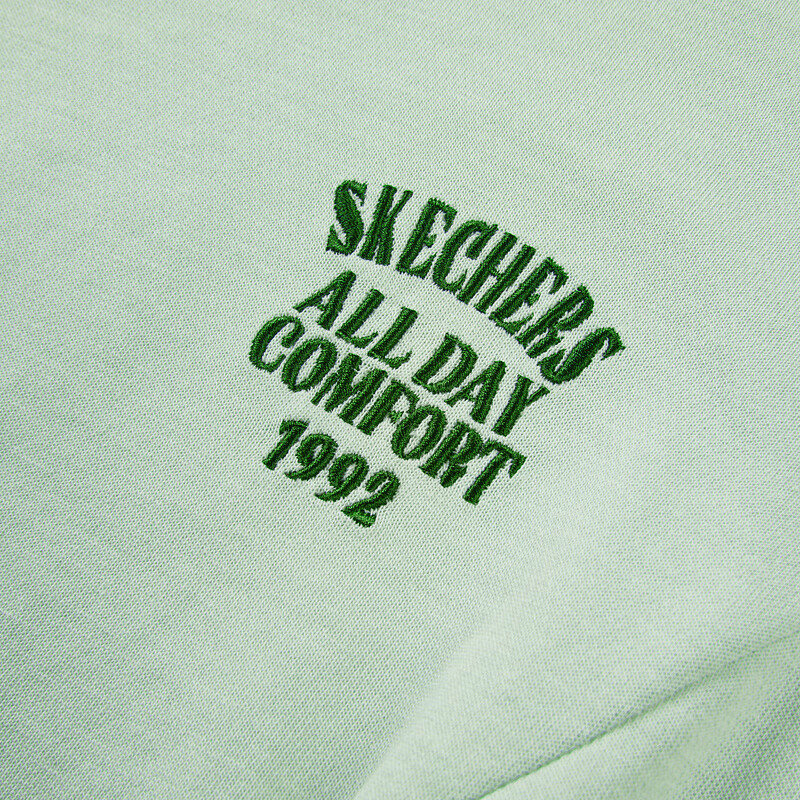 SKECHERS
ALL DAY
COMFORT
1992